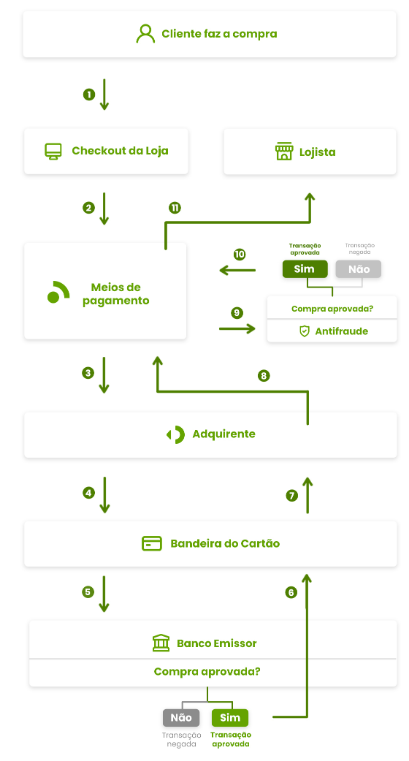 Cliente faz a compra
1
Checkout da Loja
Lojista
2
11
Meios de
pagamento
10
Transação
aprovada
Transação
negada
Sim
Não
Compra aprovada?
9
Antifraude
3
8
Adquirente
4
7
Bandeira do Cartão
5
6
Banco Emissor
Compra aprovada?
Não
Sim
Transação
negada
Transação
aprovada